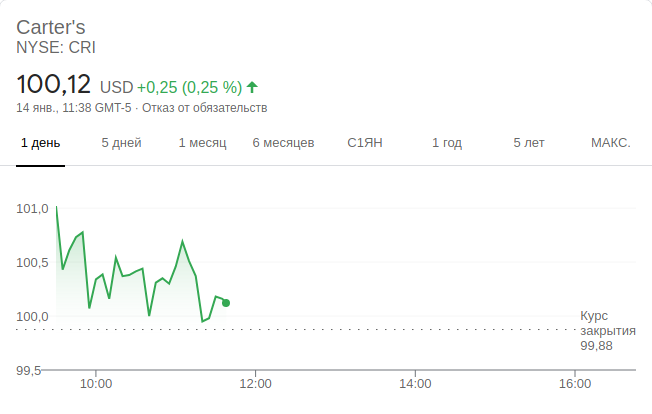 Carter's
NYSE: CRI
100,12 USD +0,25 (0,25 %)
14 янв., 11:38 GMT-5 · Отказ от обязательств
1 день 5 дней 1 месяц 6 месяцев С1ЯН 1 год 5 лет МАКС.
101,0
100,5
100,0
Курс
закрытия
99,88
99,5
10:00 12:00 14:00 16:00